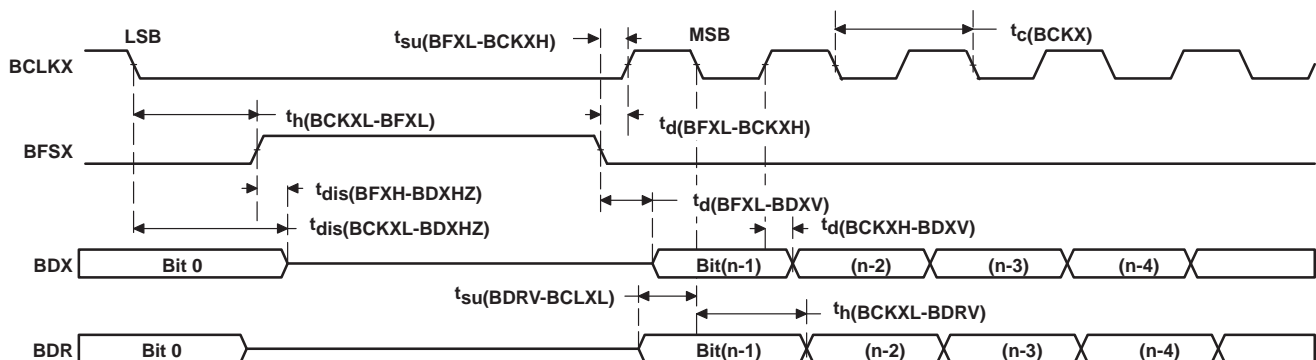 LSB
t_su(BFXL-BCKXH)
MSB
t_c(BCKX)
BCLKX
t_h(BCKXL-BFXL)
t_d(BFXL-BCKXH)
BFSX
t_dis(BFXH-BDXHZ)
t_d(BFXL-BDXV)
t_dis(BCKXL-BDXHZ)
t_d(BCKXH-BDXV)
BDX Bit 0 Bit(n-1) (n-2) (n-3) (n-4)
t_su(BDRV-BCLXL)
t_h(BCKXL-BDRV)
BDR Bit 0 Bit(n-1) (n-2) (n-3) (n-4)